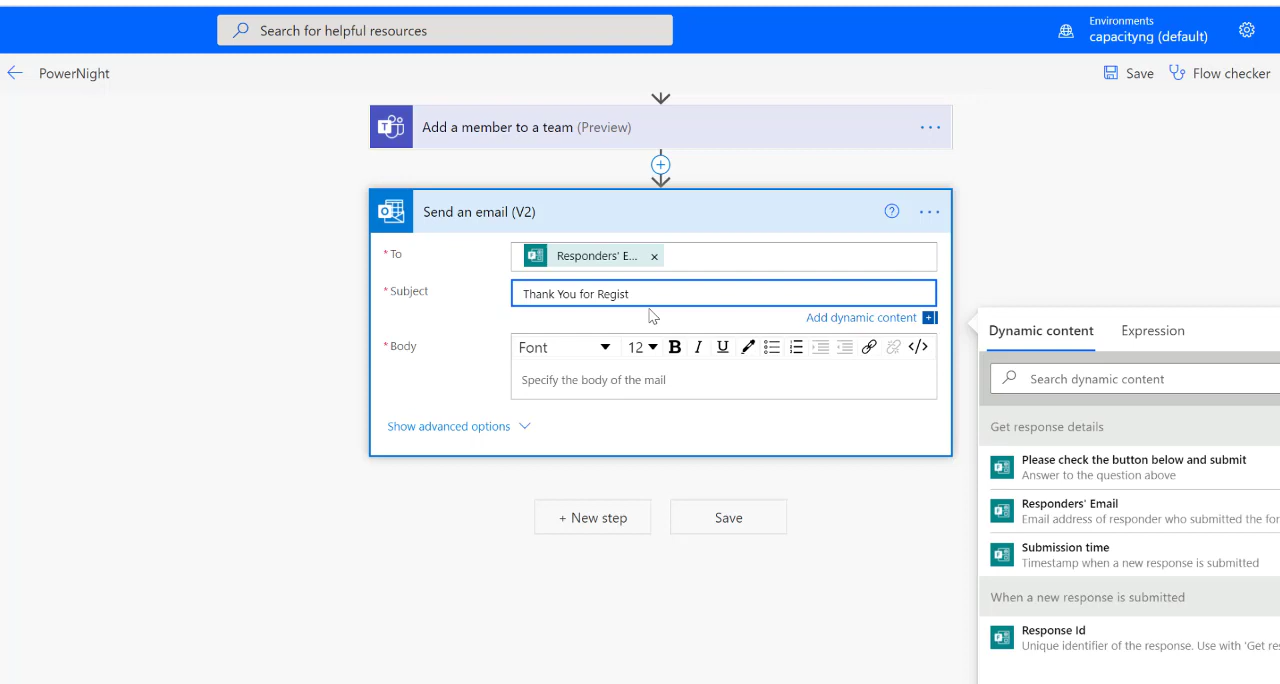 Search for helpful resources
Environments
capacityng (default)
PowerNight
Save
Flow checker
Add a member to a team (Preview)
Send an email (V2)
* To
Responders' E... ×
* Subject
Thank You for Regist
Add dynamic content
* Body
Font
12
B I U </>
Specify the body of the mail
Show advanced options
+ New step
Save
Dynamic content
Expression
Search dynamic content
Get response details
Please check the button below and submit
Answer to the question above
Responders' Email
Email address of responder who submitted the for
Submission time
Timestamp when a new response is submitted
When a new response is submitted
Response Id
Unique identifier of the response. Use with 'Get res